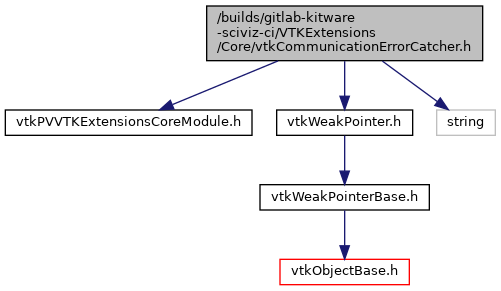 /builds/gitlab-kitware
-sciviz-ci/VTKExtensions
/Core/vtkCommunicationErrorCatcher.h
vtkPVVTKExtensionsCoreModule.h
vtkWeakPointer.h
string
vtkWeakPointerBase.h
vtkObjectBase.h